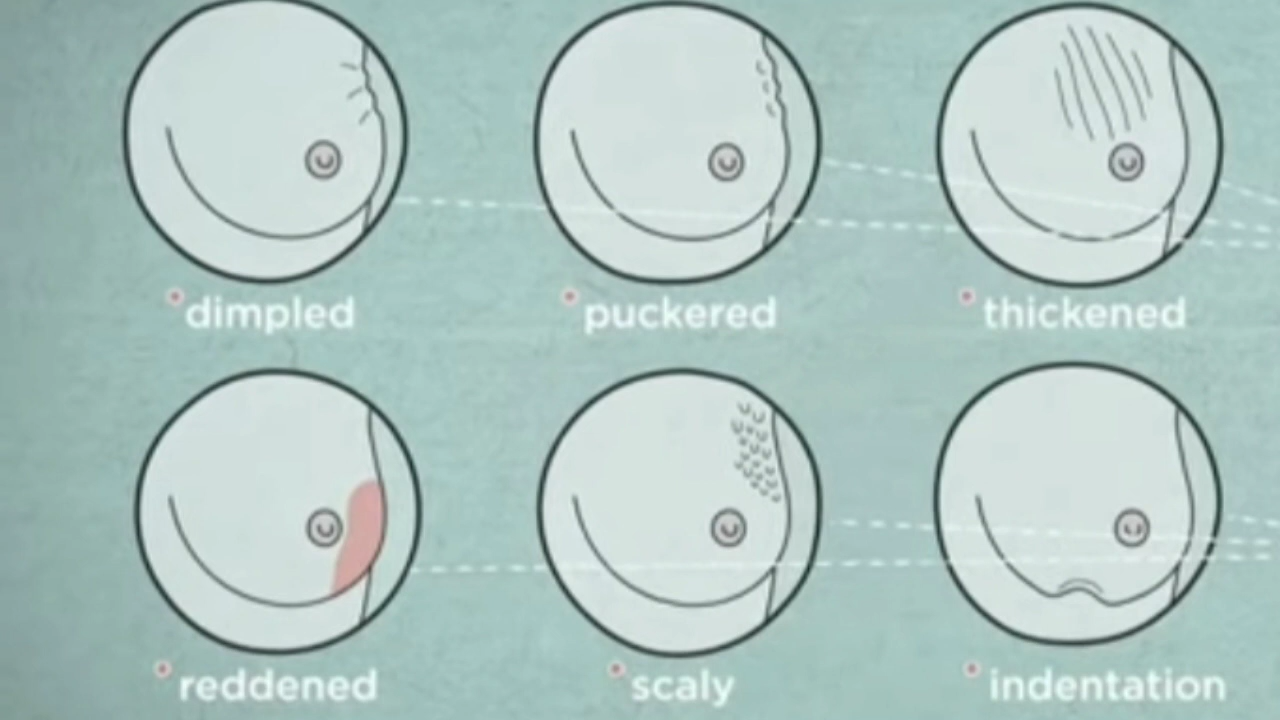 dimpled
puckered
thickened
reddened
scaly
indentation